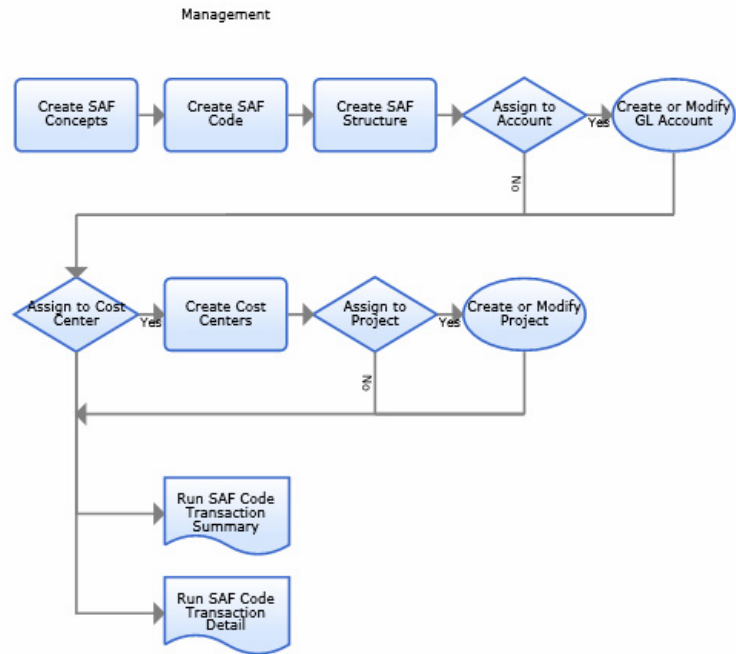 Management
Create SAF
Concepts
Create SAF
Code
Create SAF
Structure
Assign to
Account
Yes
Create or Modify
GL Account
No
Assign to Cost
Center
Yes
Create Cost
Centers
Assign to
Project
Yes
Create or Modify
Project
No
Run SAF Code
Transaction
Summary
Run SAF Code
Transaction
Detail